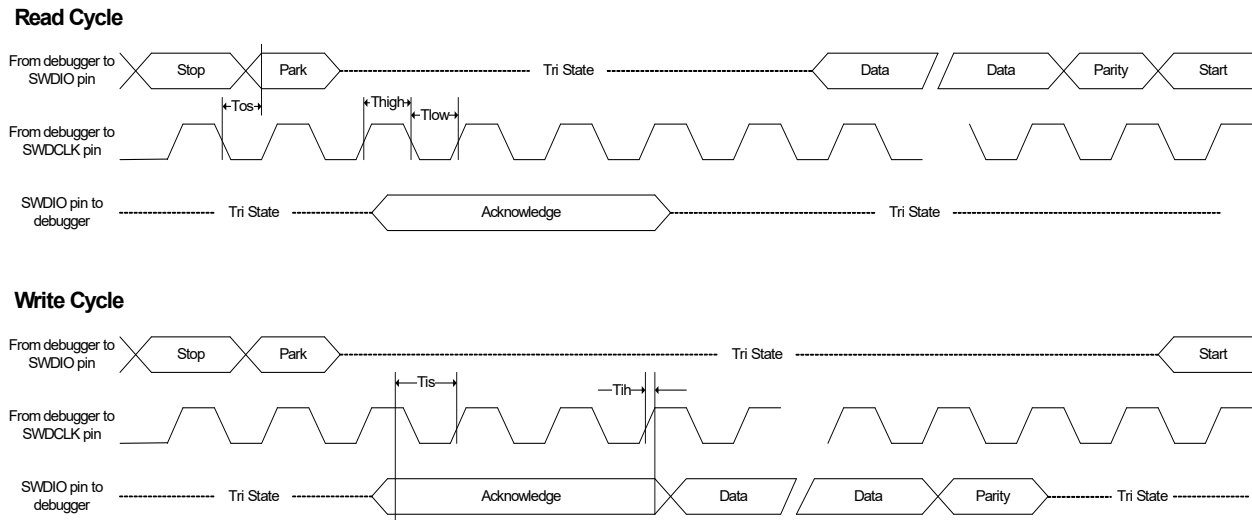 Read Cycle
From debugger to
SWDIO pin
Stop
Park
Tri State
Data
Data
Parity
Start
Tos
Thigh
Tlow
From debugger to
SWDCLK pin
SWDIO pin to
debugger
Tri State
Acknowledge
Tri State
Write Cycle
From debugger to
SWDIO pin
Stop
Park
Tri State
Start
Tis
Tih
From debugger to
SWDCLK pin
SWDIO pin to
debugger
Tri State
Acknowledge
Data
Data
Parity
Tri State